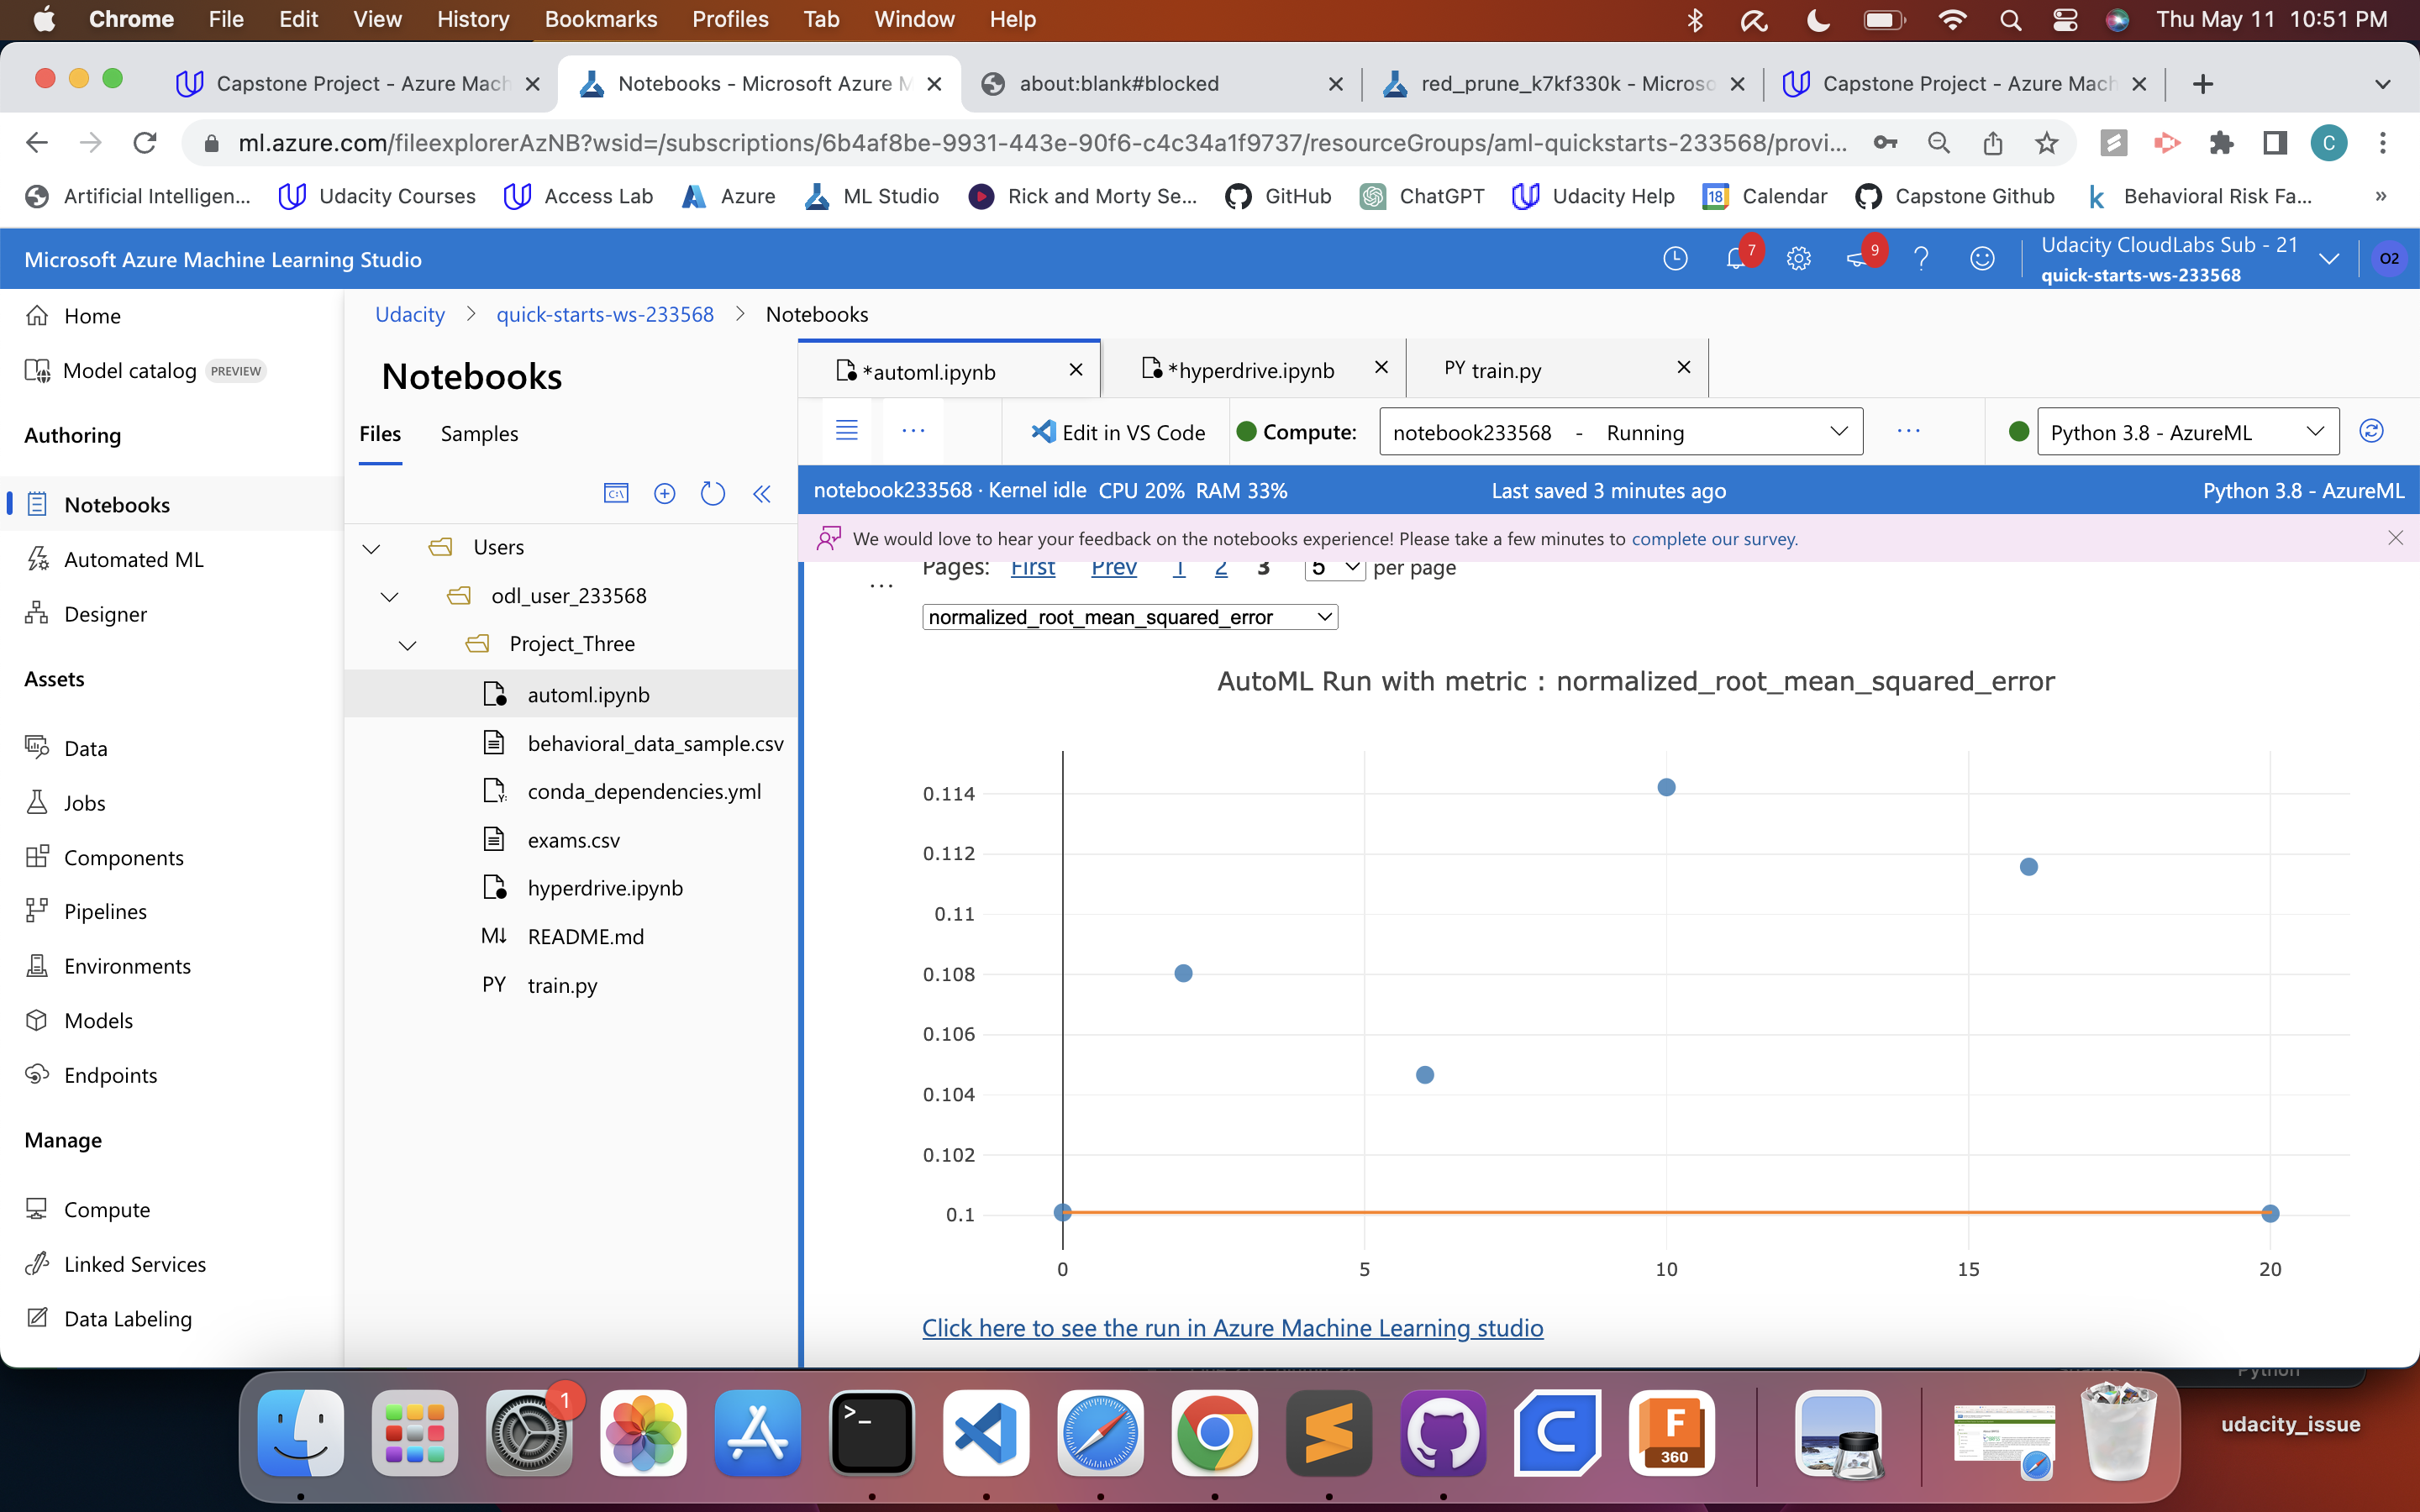 Chrome File Edit View History Bookmarks Profiles Tab Window Help Thu May 11 10:51 PM
Capstone Project - Azure Mach Notebooks - Microsoft Azure M about:blank#blocked red_prune_k7kf330k - Microso Capstone Project - Azure Mach
ml.azure.com/fileexplorerAzNB?wsid=/subscriptions/6b4af8be-9931-443e-90f6-c4c34a1f9737/resourceGroups/aml-quickstarts-233568/provi... C
Artificial Intelligen... Udacity Courses Access Lab Azure ML Studio Rick and Morty Se... GitHub ChatGPT Udacity Help 18 Calendar Capstone Github k Behavioral Risk Fa... »
Microsoft Azure Machine Learning Studio 7 9 ? Udacity CloudLabs Sub - 21
quick-starts-ws-233568 O2
Home
Model catalog PREVIEW
Authoring
Notebooks
Automated ML
Designer
Assets
Data
Jobs
Components
Pipelines
Environments
Models
Endpoints
Manage
Compute
Linked Services
Data Labeling
Udacity > quick-starts-ws-233568 > Notebooks
Notebooks
Files Samples
Users
odl_user_233568
Project_Three
automl.ipynb
behavioral_data_sample.csv
Y: conda_dependencies.yml
exams.csv
hyperdrive.ipynb
M↓ README.md
PY train.py
*automl.ipynb *hyperdrive.ipynb PY train.py
... Edit in VS Code Compute: notebook233568 - Running ... Python 3.8 - AzureML
notebook233568 · Kernel idle CPU 20% RAM 33% Last saved 3 minutes ago Python 3.8 - AzureML
We would love to hear your feedback on the notebooks experience! Please take a few minutes to complete our survey.
...
Pages: First Prev 1 2 3 5 per page
normalized_root_mean_squared_error
AutoML Run with metric : normalized_root_mean_squared_error
0.114
0.112
0.11
0.108
0.106
0.104
0.102
0.1
0 5 10 15 20
Click here to see the run in Azure Machine Learning studio
Python
1 >_ C F 360
udacity_issue